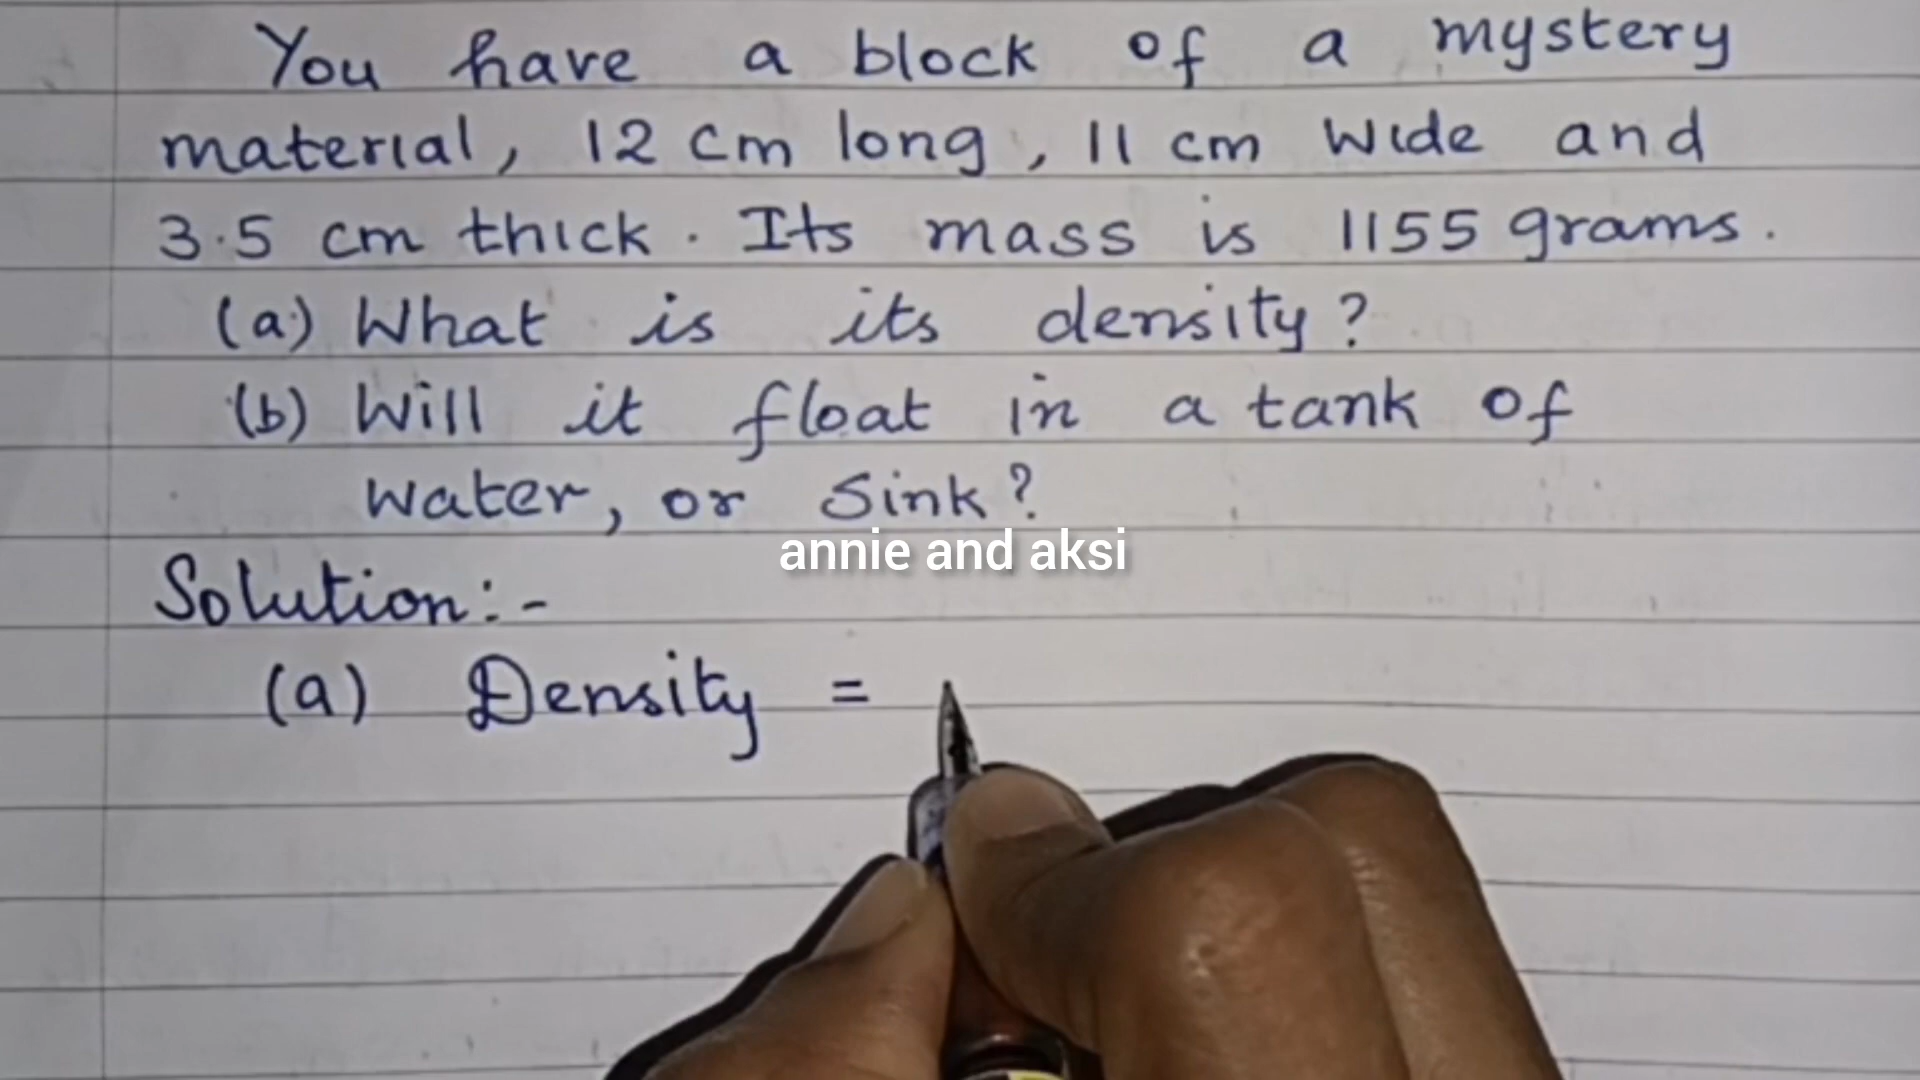 You have a block of a mystery
material, 12 cm long, 11 cm wide and
3.5 cm thick. Its mass is 1155 grams.
(a) What is its density?
(b) Will it float in a tank of
water, or sink?
annie and aksi
Solution:-
(a) Density =